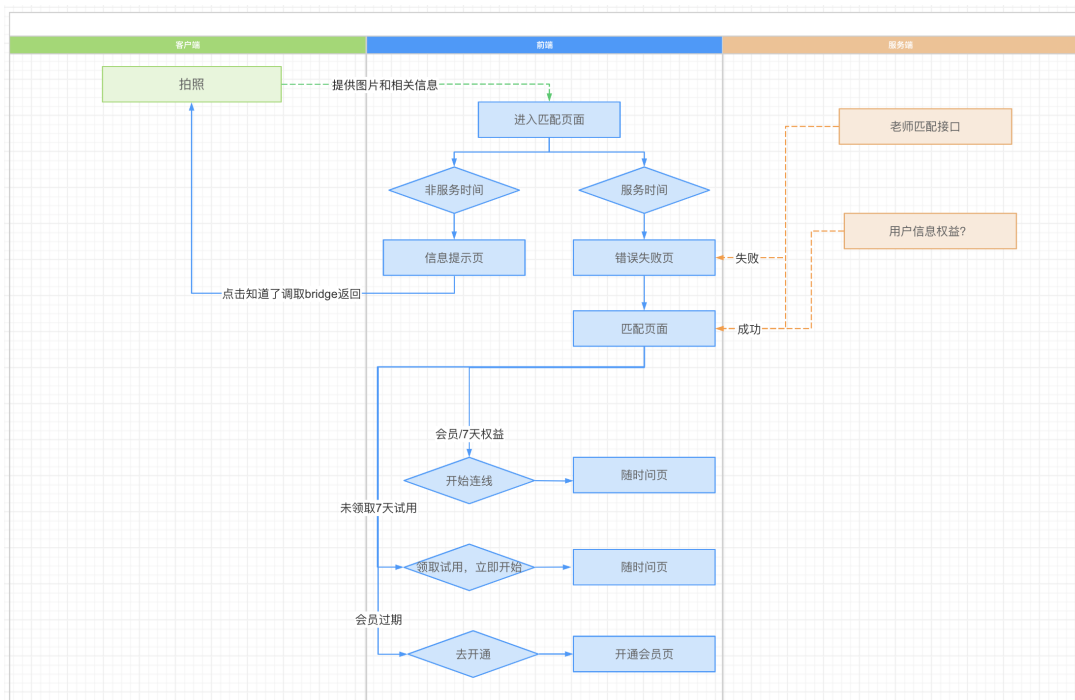 客户端
前端
服务端
拍照
提供图片和相关信息
进入匹配页面
老师匹配接口
非服务时间
服务时间
用户信息权益?
信息提示页
错误失败页
失败
点击知道了调取bridge返回
匹配页面
成功
会员/7天权益
开始连线
随时问页
未领取7天试用
领取试用，立即开始
随时问页
会员过期
去开通
开通会员页